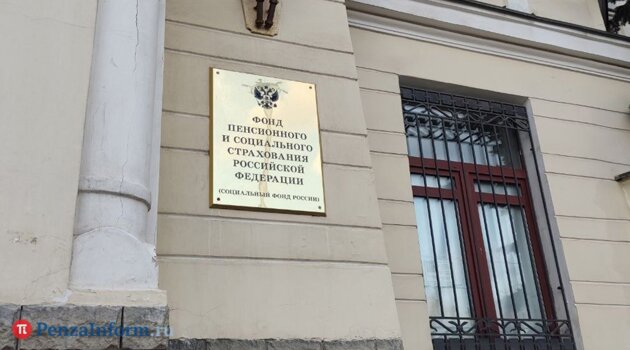 ФОНД
ПЕНСИОННОГО
И СОЦИАЛЬНОГО
СТРАХОВАНИЯ
РОССИЙСКОЙ
ФЕДЕРАЦИИ
(СОЦИАЛЬНЫЙ ФОНД РОССИИ)
π PenzaInform.ru